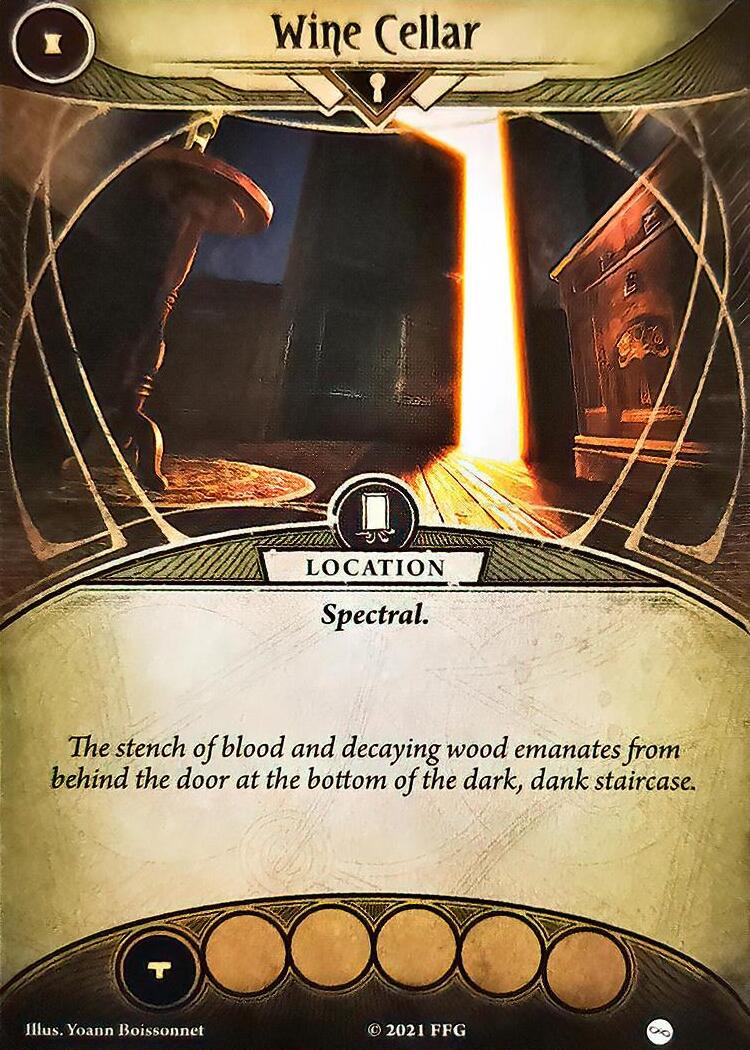 Wine Cellar
LOCATION
Spectral.
The stench of blood and decaying wood emanates from
behind the door at the bottom of the dark, dank staircase.
Illus. Yoann Boissonnet
© 2021 FFG